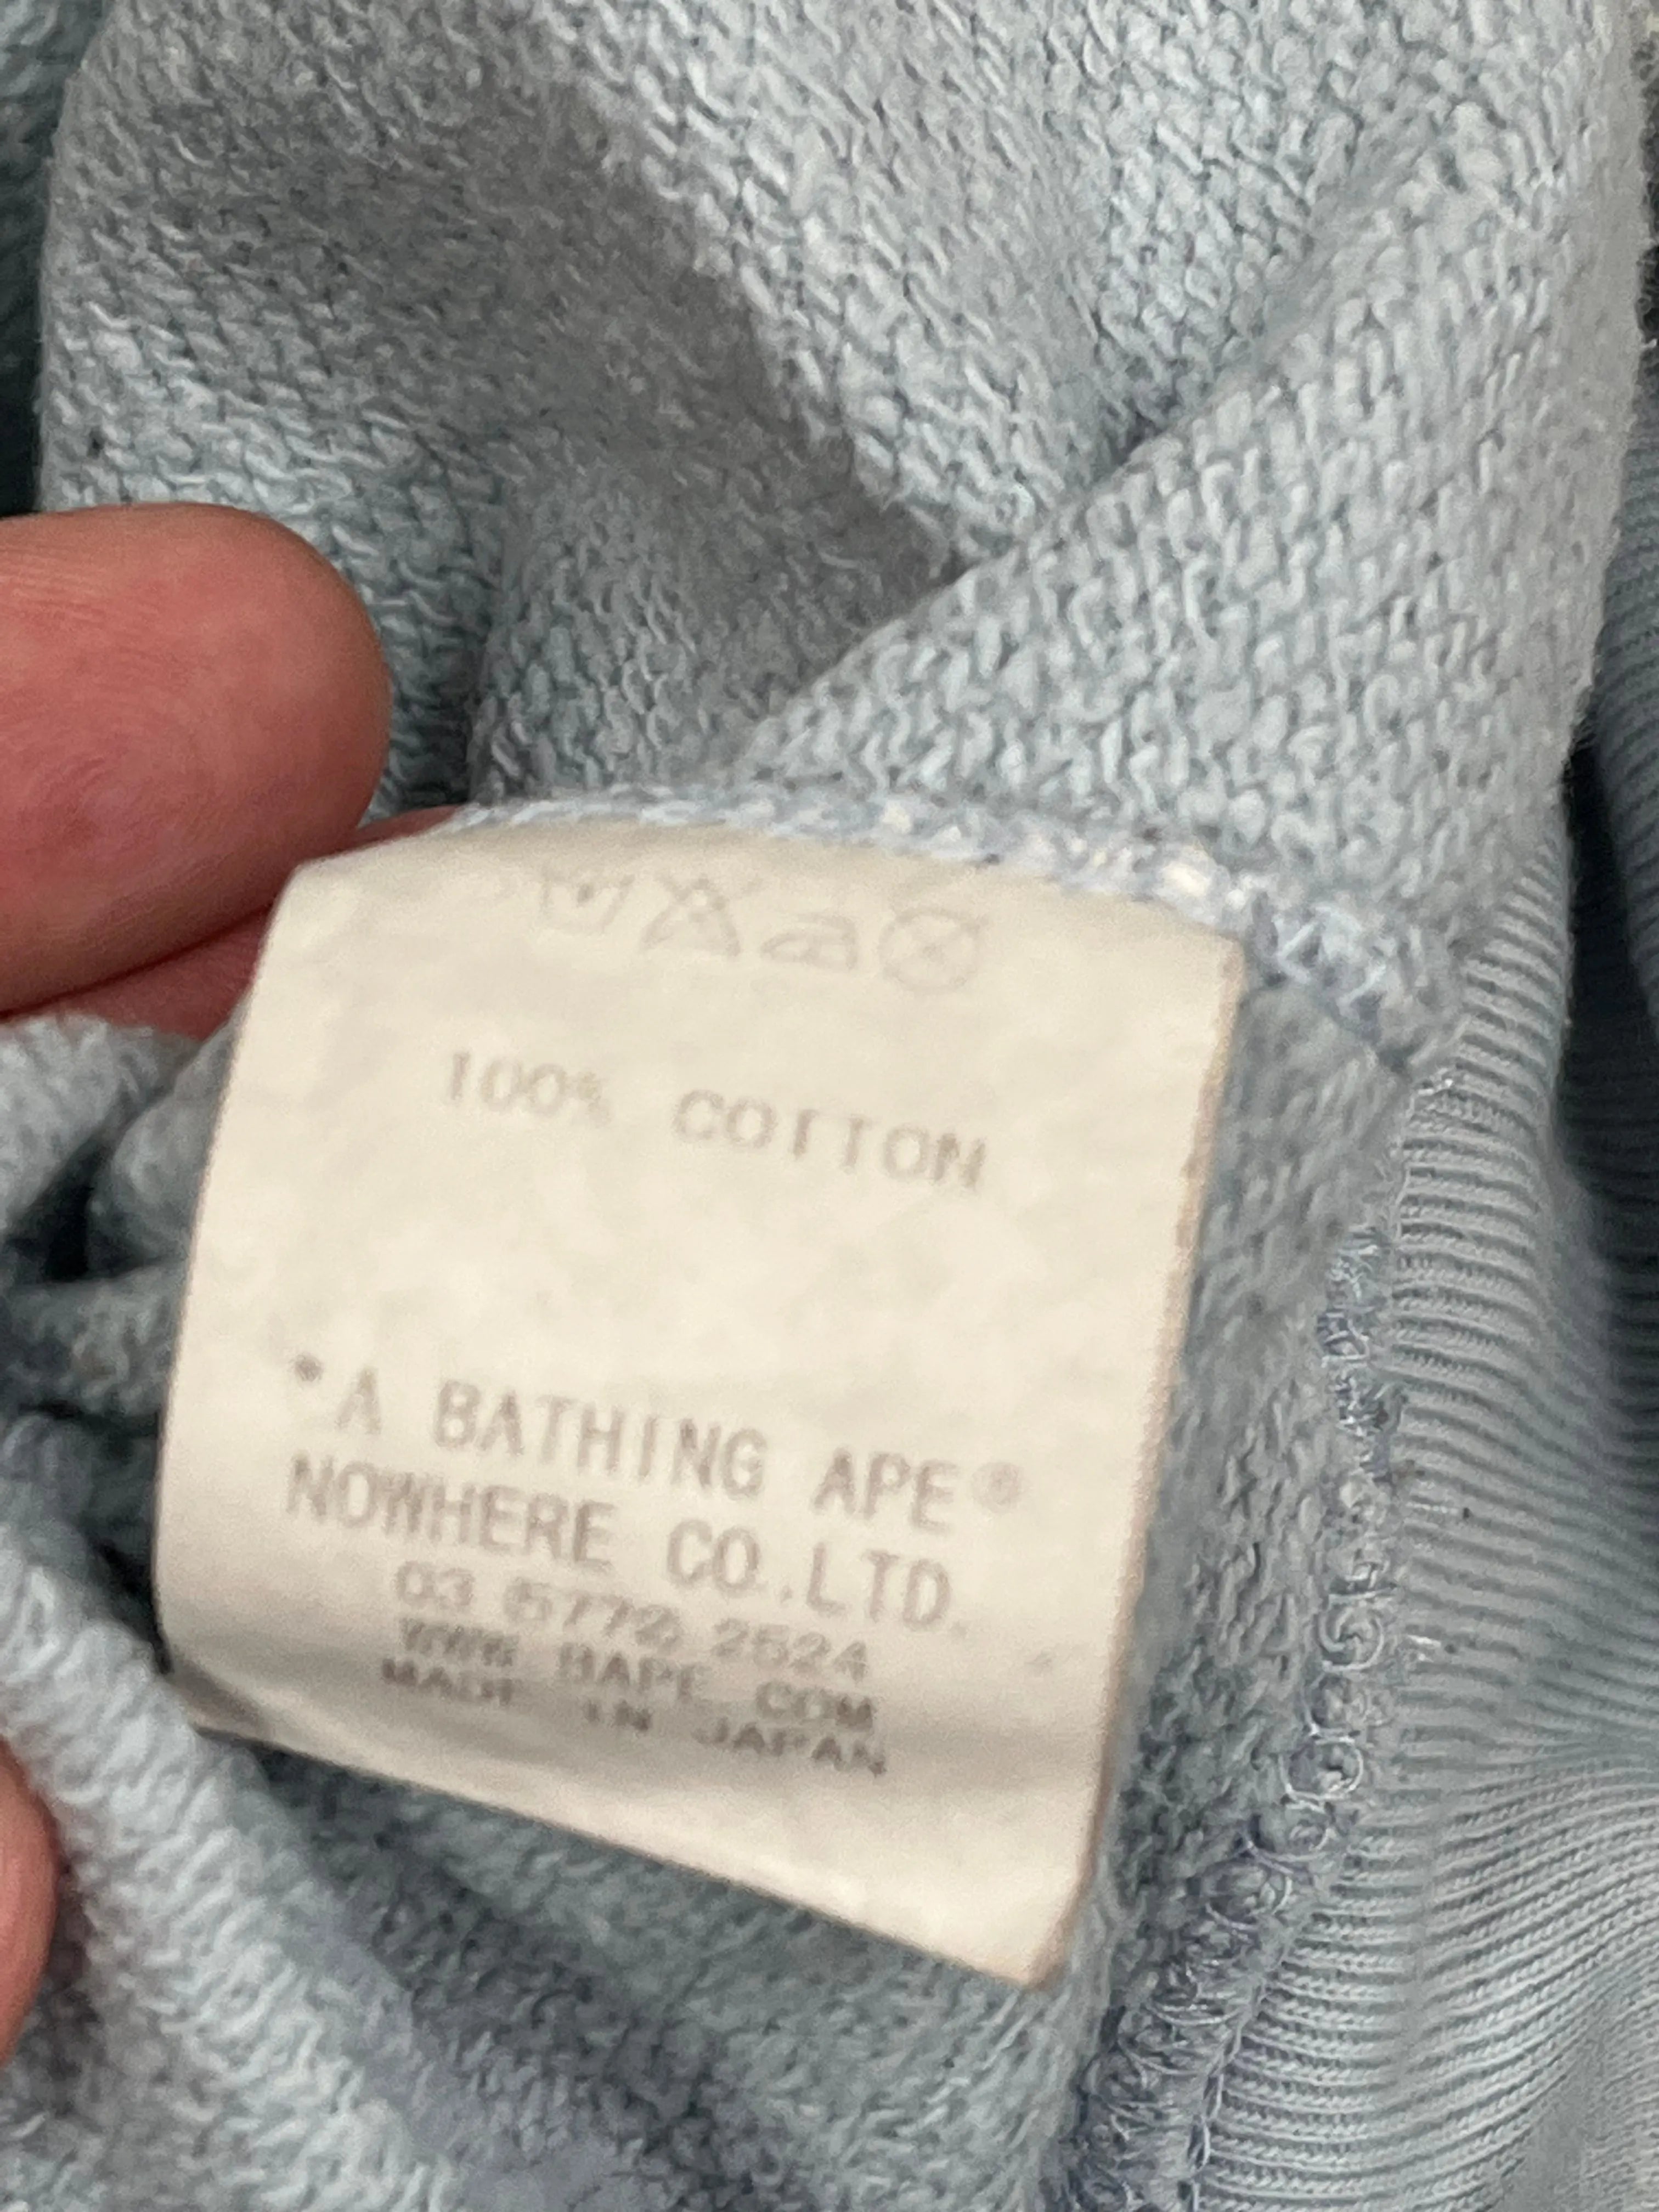 100% COTTON
•A BATHING APE®
NOWHERE CO.,LTD.
03 5772 2524
WWW BAPE COM
MADE IN JAPAN